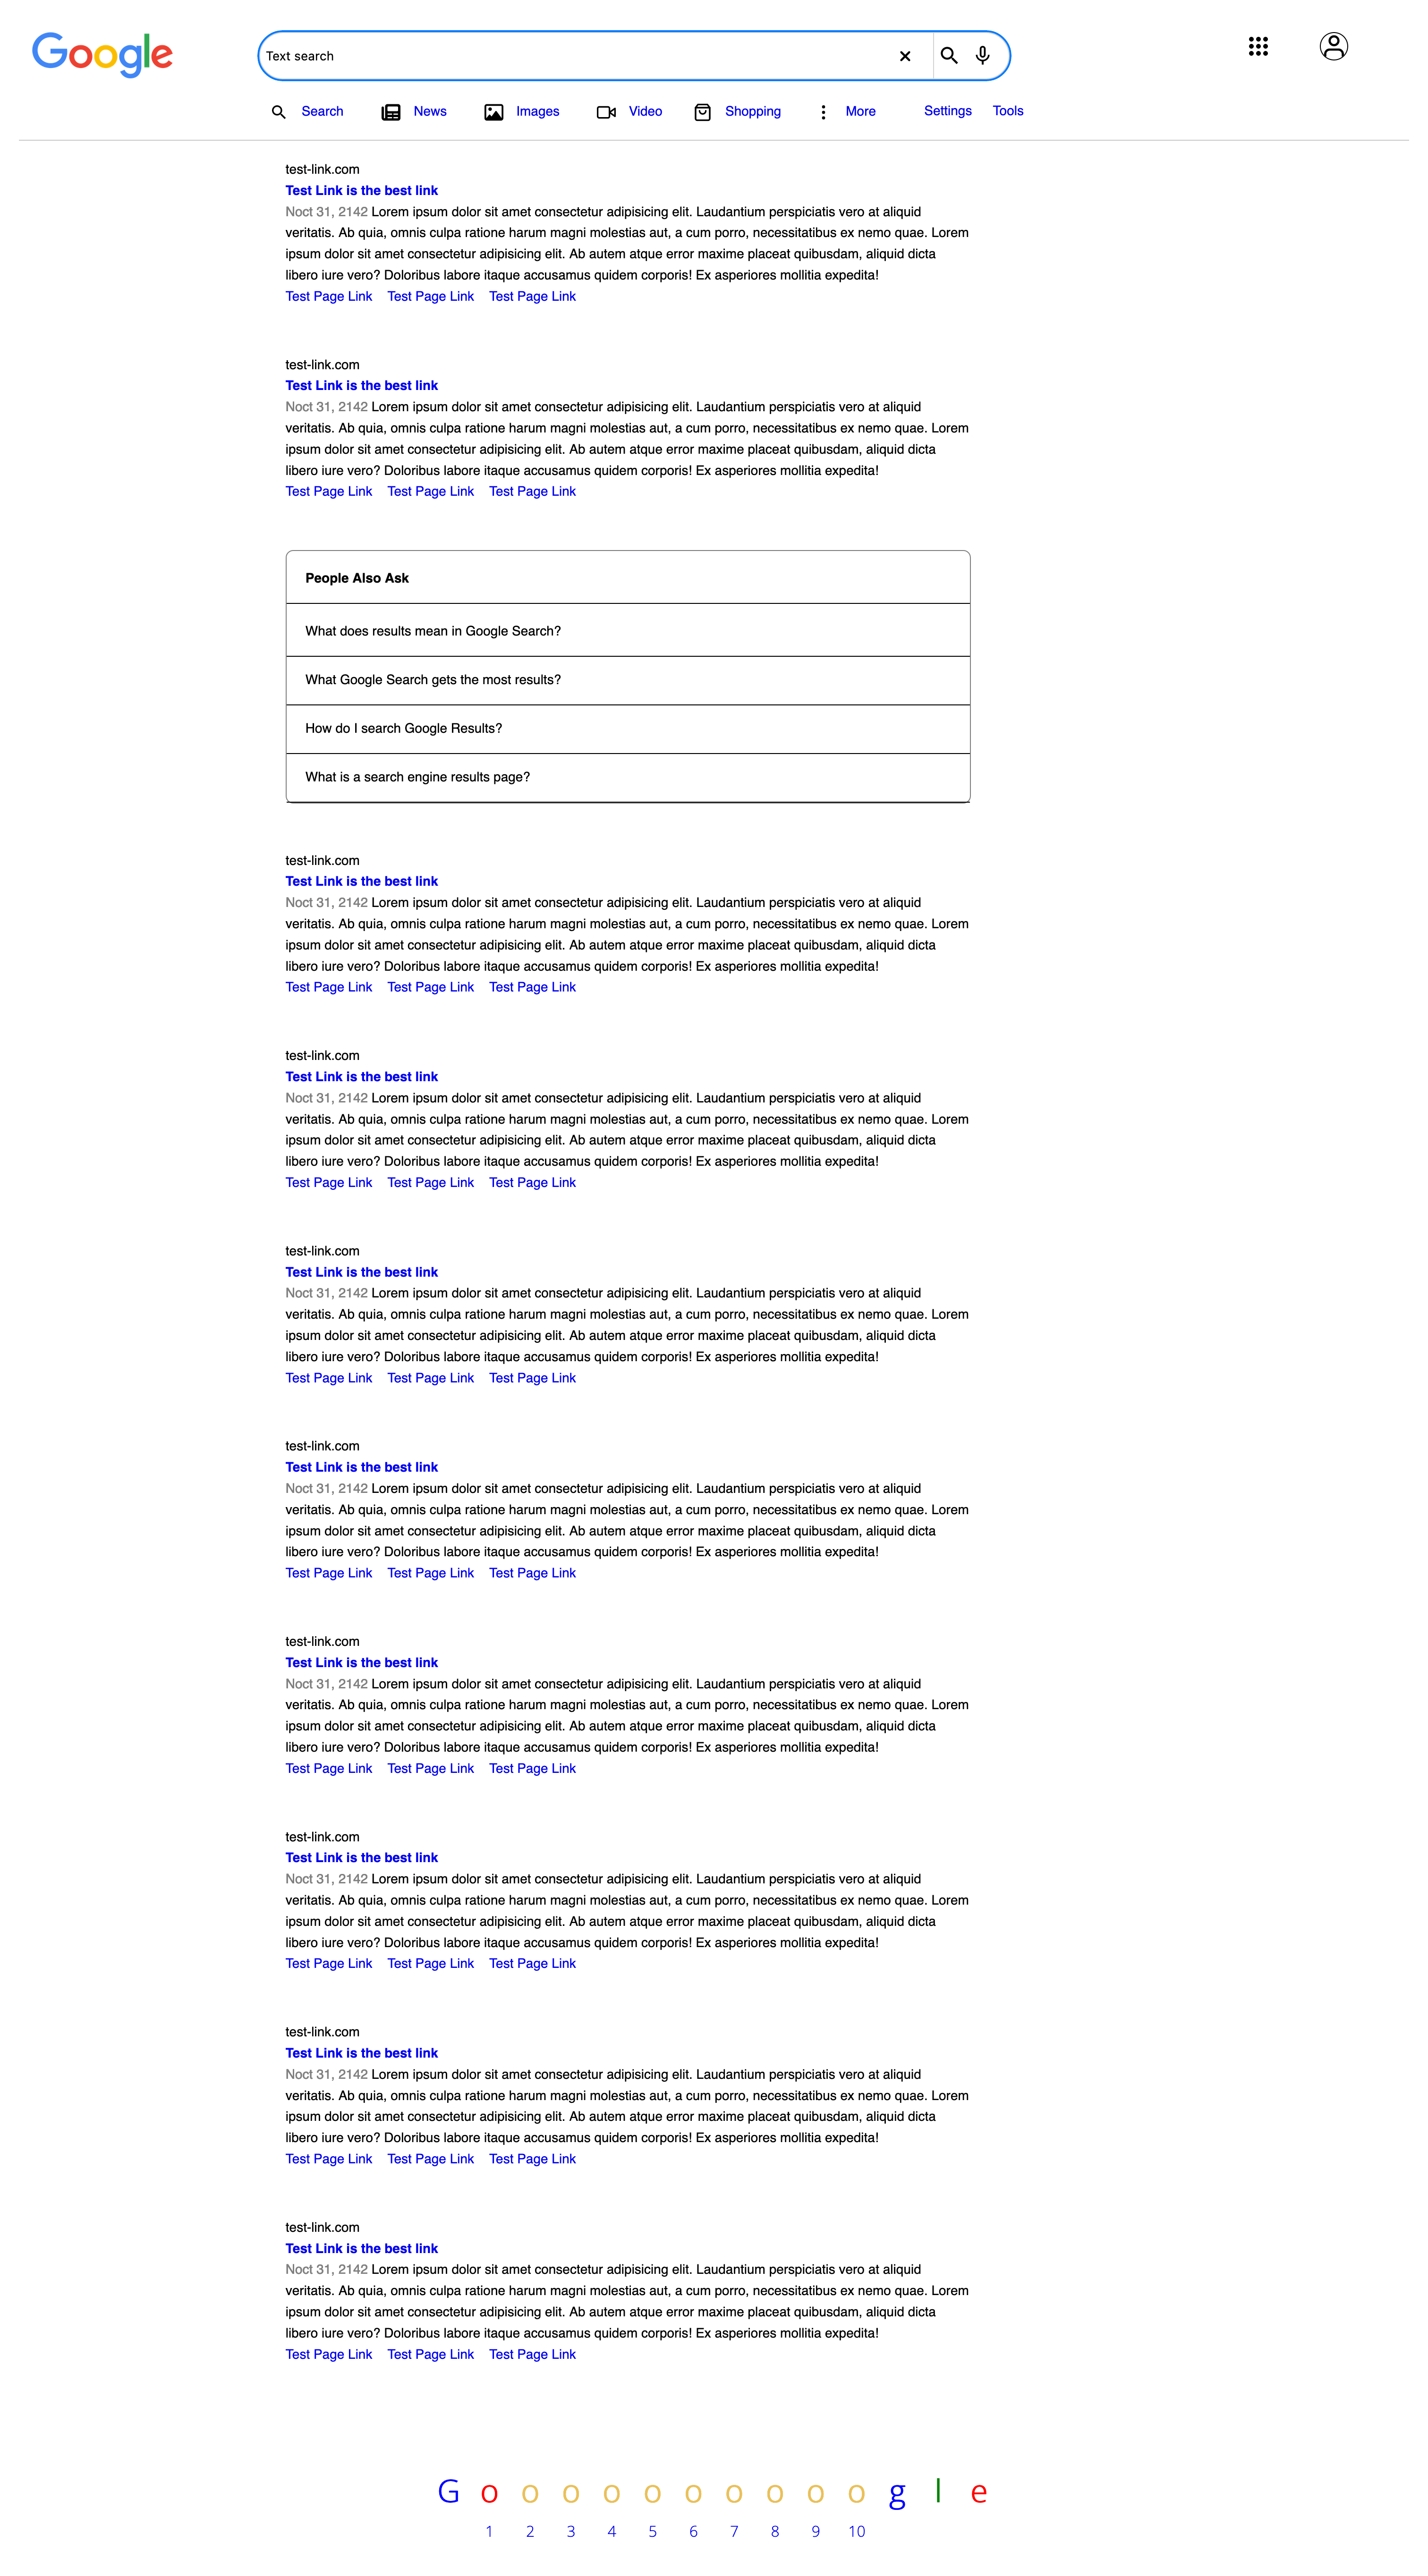 Google
Text search
Search News Images Video Shopping More Settings Tools
test-link.com
Test Link is the best link
Noct 31, 2142 Lorem ipsum dolor sit amet consectetur adipisicing elit. Laudantium perspiciatis vero at aliquid
veritatis. Ab quia, omnis culpa ratione harum magni molestias aut, a cum porro, necessitatibus ex nemo quae. Lorem
ipsum dolor sit amet consectetur adipisicing elit. Ab autem atque error maxime placeat quibusdam, aliquid dicta
libero iure vero? Doloribus labore itaque accusamus quidem corporis! Ex asperiores mollitia expedita!
Test Page Link Test Page Link Test Page Link
test-link.com
Test Link is the best link
Noct 31, 2142 Lorem ipsum dolor sit amet consectetur adipisicing elit. Laudantium perspiciatis vero at aliquid
veritatis. Ab quia, omnis culpa ratione harum magni molestias aut, a cum porro, necessitatibus ex nemo quae. Lorem
ipsum dolor sit amet consectetur adipisicing elit. Ab autem atque error maxime placeat quibusdam, aliquid dicta
libero iure vero? Doloribus labore itaque accusamus quidem corporis! Ex asperiores mollitia expedita!
Test Page Link Test Page Link Test Page Link
People Also Ask
What does results mean in Google Search?
What Google Search gets the most results?
How do I search Google Results?
What is a search engine results page?
test-link.com
Test Link is the best link
Noct 31, 2142 Lorem ipsum dolor sit amet consectetur adipisicing elit. Laudantium perspiciatis vero at aliquid
veritatis. Ab quia, omnis culpa ratione harum magni molestias aut, a cum porro, necessitatibus ex nemo quae. Lorem
ipsum dolor sit amet consectetur adipisicing elit. Ab autem atque error maxime placeat quibusdam, aliquid dicta
libero iure vero? Doloribus labore itaque accusamus quidem corporis! Ex asperiores mollitia expedita!
Test Page Link Test Page Link Test Page Link
test-link.com
Test Link is the best link
Noct 31, 2142 Lorem ipsum dolor sit amet consectetur adipisicing elit. Laudantium perspiciatis vero at aliquid
veritatis. Ab quia, omnis culpa ratione harum magni molestias aut, a cum porro, necessitatibus ex nemo quae. Lorem
ipsum dolor sit amet consectetur adipisicing elit. Ab autem atque error maxime placeat quibusdam, aliquid dicta
libero iure vero? Doloribus labore itaque accusamus quidem corporis! Ex asperiores mollitia expedita!
Test Page Link Test Page Link Test Page Link
test-link.com
Test Link is the best link
Noct 31, 2142 Lorem ipsum dolor sit amet consectetur adipisicing elit. Laudantium perspiciatis vero at aliquid
veritatis. Ab quia, omnis culpa ratione harum magni molestias aut, a cum porro, necessitatibus ex nemo quae. Lorem
ipsum dolor sit amet consectetur adipisicing elit. Ab autem atque error maxime placeat quibusdam, aliquid dicta
libero iure vero? Doloribus labore itaque accusamus quidem corporis! Ex asperiores mollitia expedita!
Test Page Link Test Page Link Test Page Link
test-link.com
Test Link is the best link
Noct 31, 2142 Lorem ipsum dolor sit amet consectetur adipisicing elit. Laudantium perspiciatis vero at aliquid
veritatis. Ab quia, omnis culpa ratione harum magni molestias aut, a cum porro, necessitatibus ex nemo quae. Lorem
ipsum dolor sit amet consectetur adipisicing elit. Ab autem atque error maxime placeat quibusdam, aliquid dicta
libero iure vero? Doloribus labore itaque accusamus quidem corporis! Ex asperiores mollitia expedita!
Test Page Link Test Page Link Test Page Link
test-link.com
Test Link is the best link
Noct 31, 2142 Lorem ipsum dolor sit amet consectetur adipisicing elit. Laudantium perspiciatis vero at aliquid
veritatis. Ab quia, omnis culpa ratione harum magni molestias aut, a cum porro, necessitatibus ex nemo quae. Lorem
ipsum dolor sit amet consectetur adipisicing elit. Ab autem atque error maxime placeat quibusdam, aliquid dicta
libero iure vero? Doloribus labore itaque accusamus quidem corporis! Ex asperiores mollitia expedita!
Test Page Link Test Page Link Test Page Link
test-link.com
Test Link is the best link
Noct 31, 2142 Lorem ipsum dolor sit amet consectetur adipisicing elit. Laudantium perspiciatis vero at aliquid
veritatis. Ab quia, omnis culpa ratione harum magni molestias aut, a cum porro, necessitatibus ex nemo quae. Lorem
ipsum dolor sit amet consectetur adipisicing elit. Ab autem atque error maxime placeat quibusdam, aliquid dicta
libero iure vero? Doloribus labore itaque accusamus quidem corporis! Ex asperiores mollitia expedita!
Test Page Link Test Page Link Test Page Link
test-link.com
Test Link is the best link
Noct 31, 2142 Lorem ipsum dolor sit amet consectetur adipisicing elit. Laudantium perspiciatis vero at aliquid
veritatis. Ab quia, omnis culpa ratione harum magni molestias aut, a cum porro, necessitatibus ex nemo quae. Lorem
ipsum dolor sit amet consectetur adipisicing elit. Ab autem atque error maxime placeat quibusdam, aliquid dicta
libero iure vero? Doloribus labore itaque accusamus quidem corporis! Ex asperiores mollitia expedita!
Test Page Link Test Page Link Test Page Link
test-link.com
Test Link is the best link
Noct 31, 2142 Lorem ipsum dolor sit amet consectetur adipisicing elit. Laudantium perspiciatis vero at aliquid
veritatis. Ab quia, omnis culpa ratione harum magni molestias aut, a cum porro, necessitatibus ex nemo quae. Lorem
ipsum dolor sit amet consectetur adipisicing elit. Ab autem atque error maxime placeat quibusdam, aliquid dicta
libero iure vero? Doloribus labore itaque accusamus quidem corporis! Ex asperiores mollitia expedita!
Test Page Link Test Page Link Test Page Link
G o o o o o o o o o o g l e
1 2 3 4 5 6 7 8 9 10